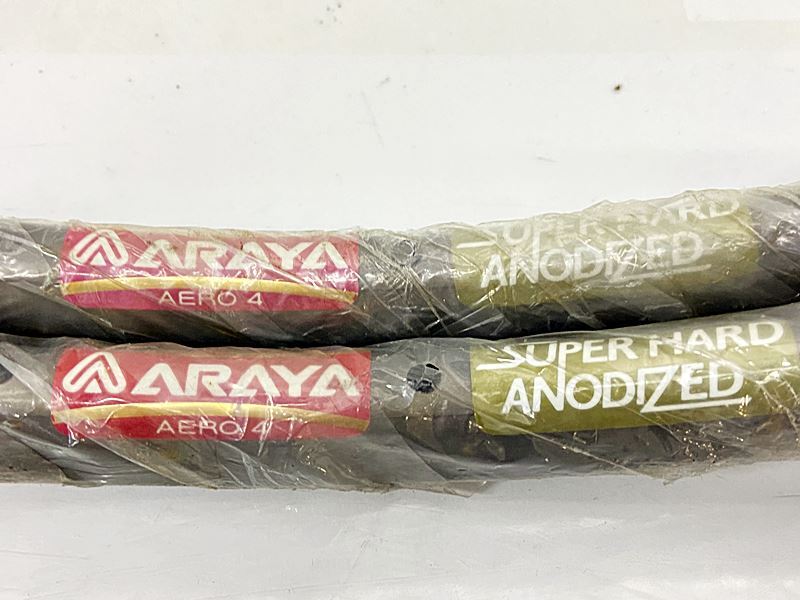 ARAYA
AERO 4
SUPER HARD
ANODIZED
ARAYA
AERO 4
SUPER HARD
ANODIZED